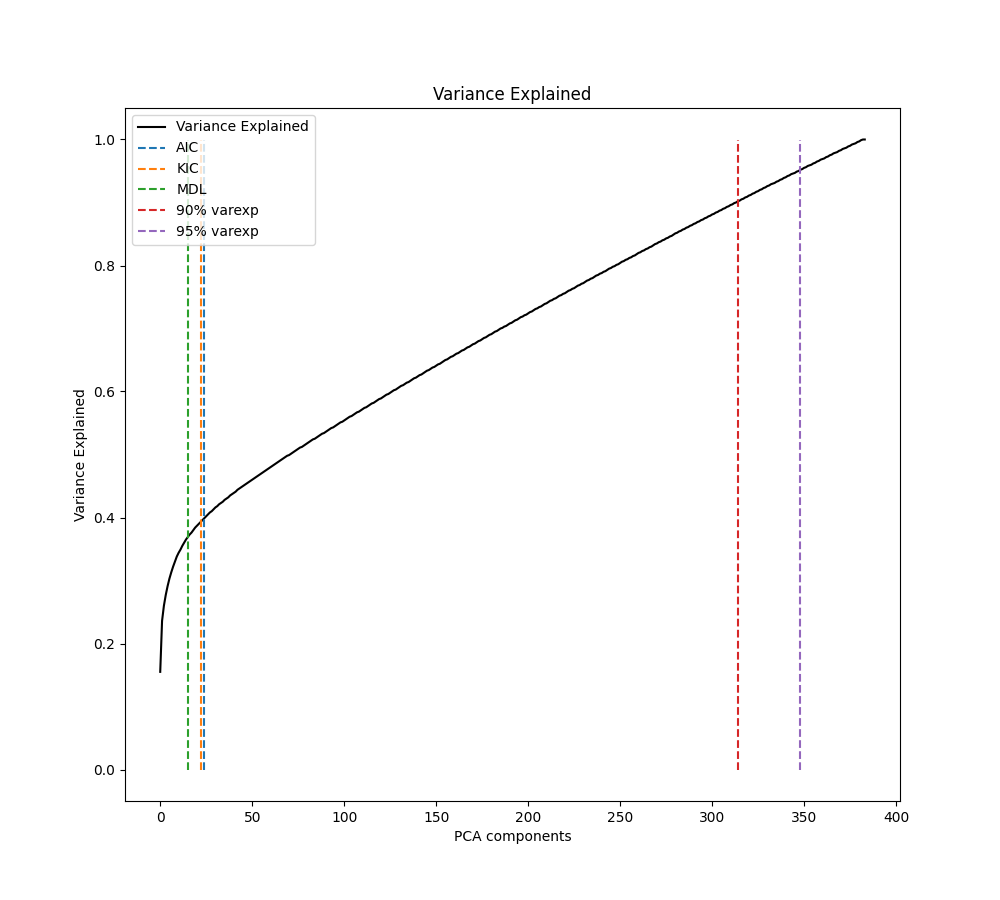 Variance Explained
Variance Explained
AIC
KIC
MDL
90% varexp
95% varexp
1.0
0.8
0.6
0.4
0.2
0.0
Variance Explained
0 50 100 150 200 250 300 350 400
PCA components